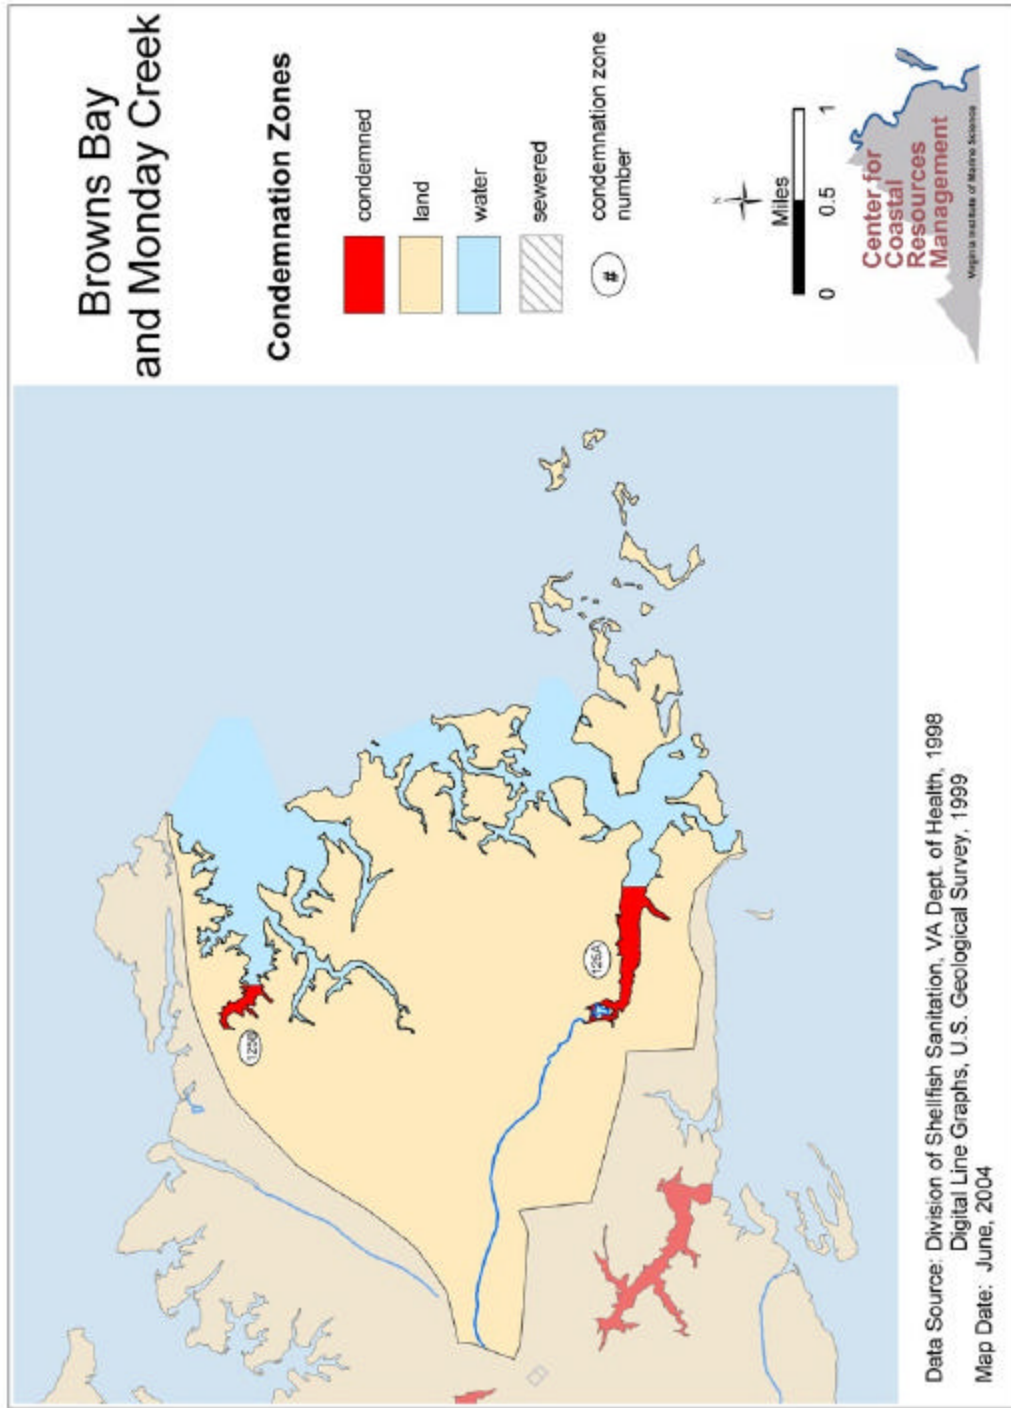 Browns Bay
and Monday Creek
Condemnation Zones
condemned
land
water
sewered
#
condemnation zone
number
N
Miles
0
0.5
1
Center for
Coastal
Resources
Management
Virginia Institute of Marine Science
125B
Data Source: Division of Shellfish Sanitation, VA Dept. of Health, 1998
Digital Line Graphs, U.S. Geological Survey, 1999
Map Date: June, 2004